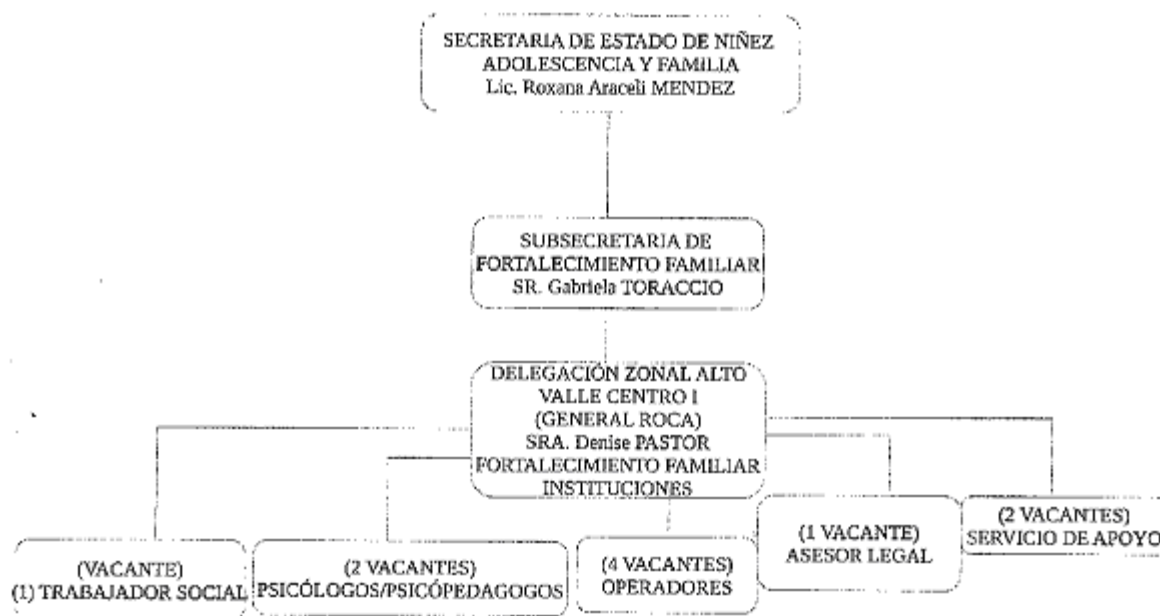 SECRETARIA DE ESTADO DE NIÑEZ
ADOLESCENCIA Y FAMILIA
Lic. Roxana Araceli MENDEZ
SUBSECRETARIA DE
FORTALECIMIENTO FAMILIAR
SR. Gabriela TORACCIO
DELEGACIÓN ZONAL ALTO
VALLE CENTRO I
(GENERAL ROCA)
SRA. Denise PASTOR
FORTALECIMIENTO FAMILIAR
INSTITUCIONES
(VACANTE)
(1) TRABAJADOR SOCIAL
(2 VACANTES)
PSICÓLOGOS/PSICÓPEDAGOGOS
(4 VACANTES)
OPERADORES
(1 VACANTE)
ASESOR LEGAL
(2 VACANTES)
SERVICIO DE APOYO